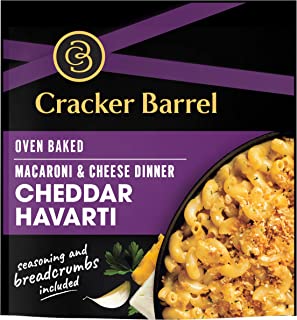 Cracker Barrel
OVEN BAKED
MACARONI & CHEESE DINNER
CHEDDAR
HAVARTI
seasoning and
breadcrumbs
included